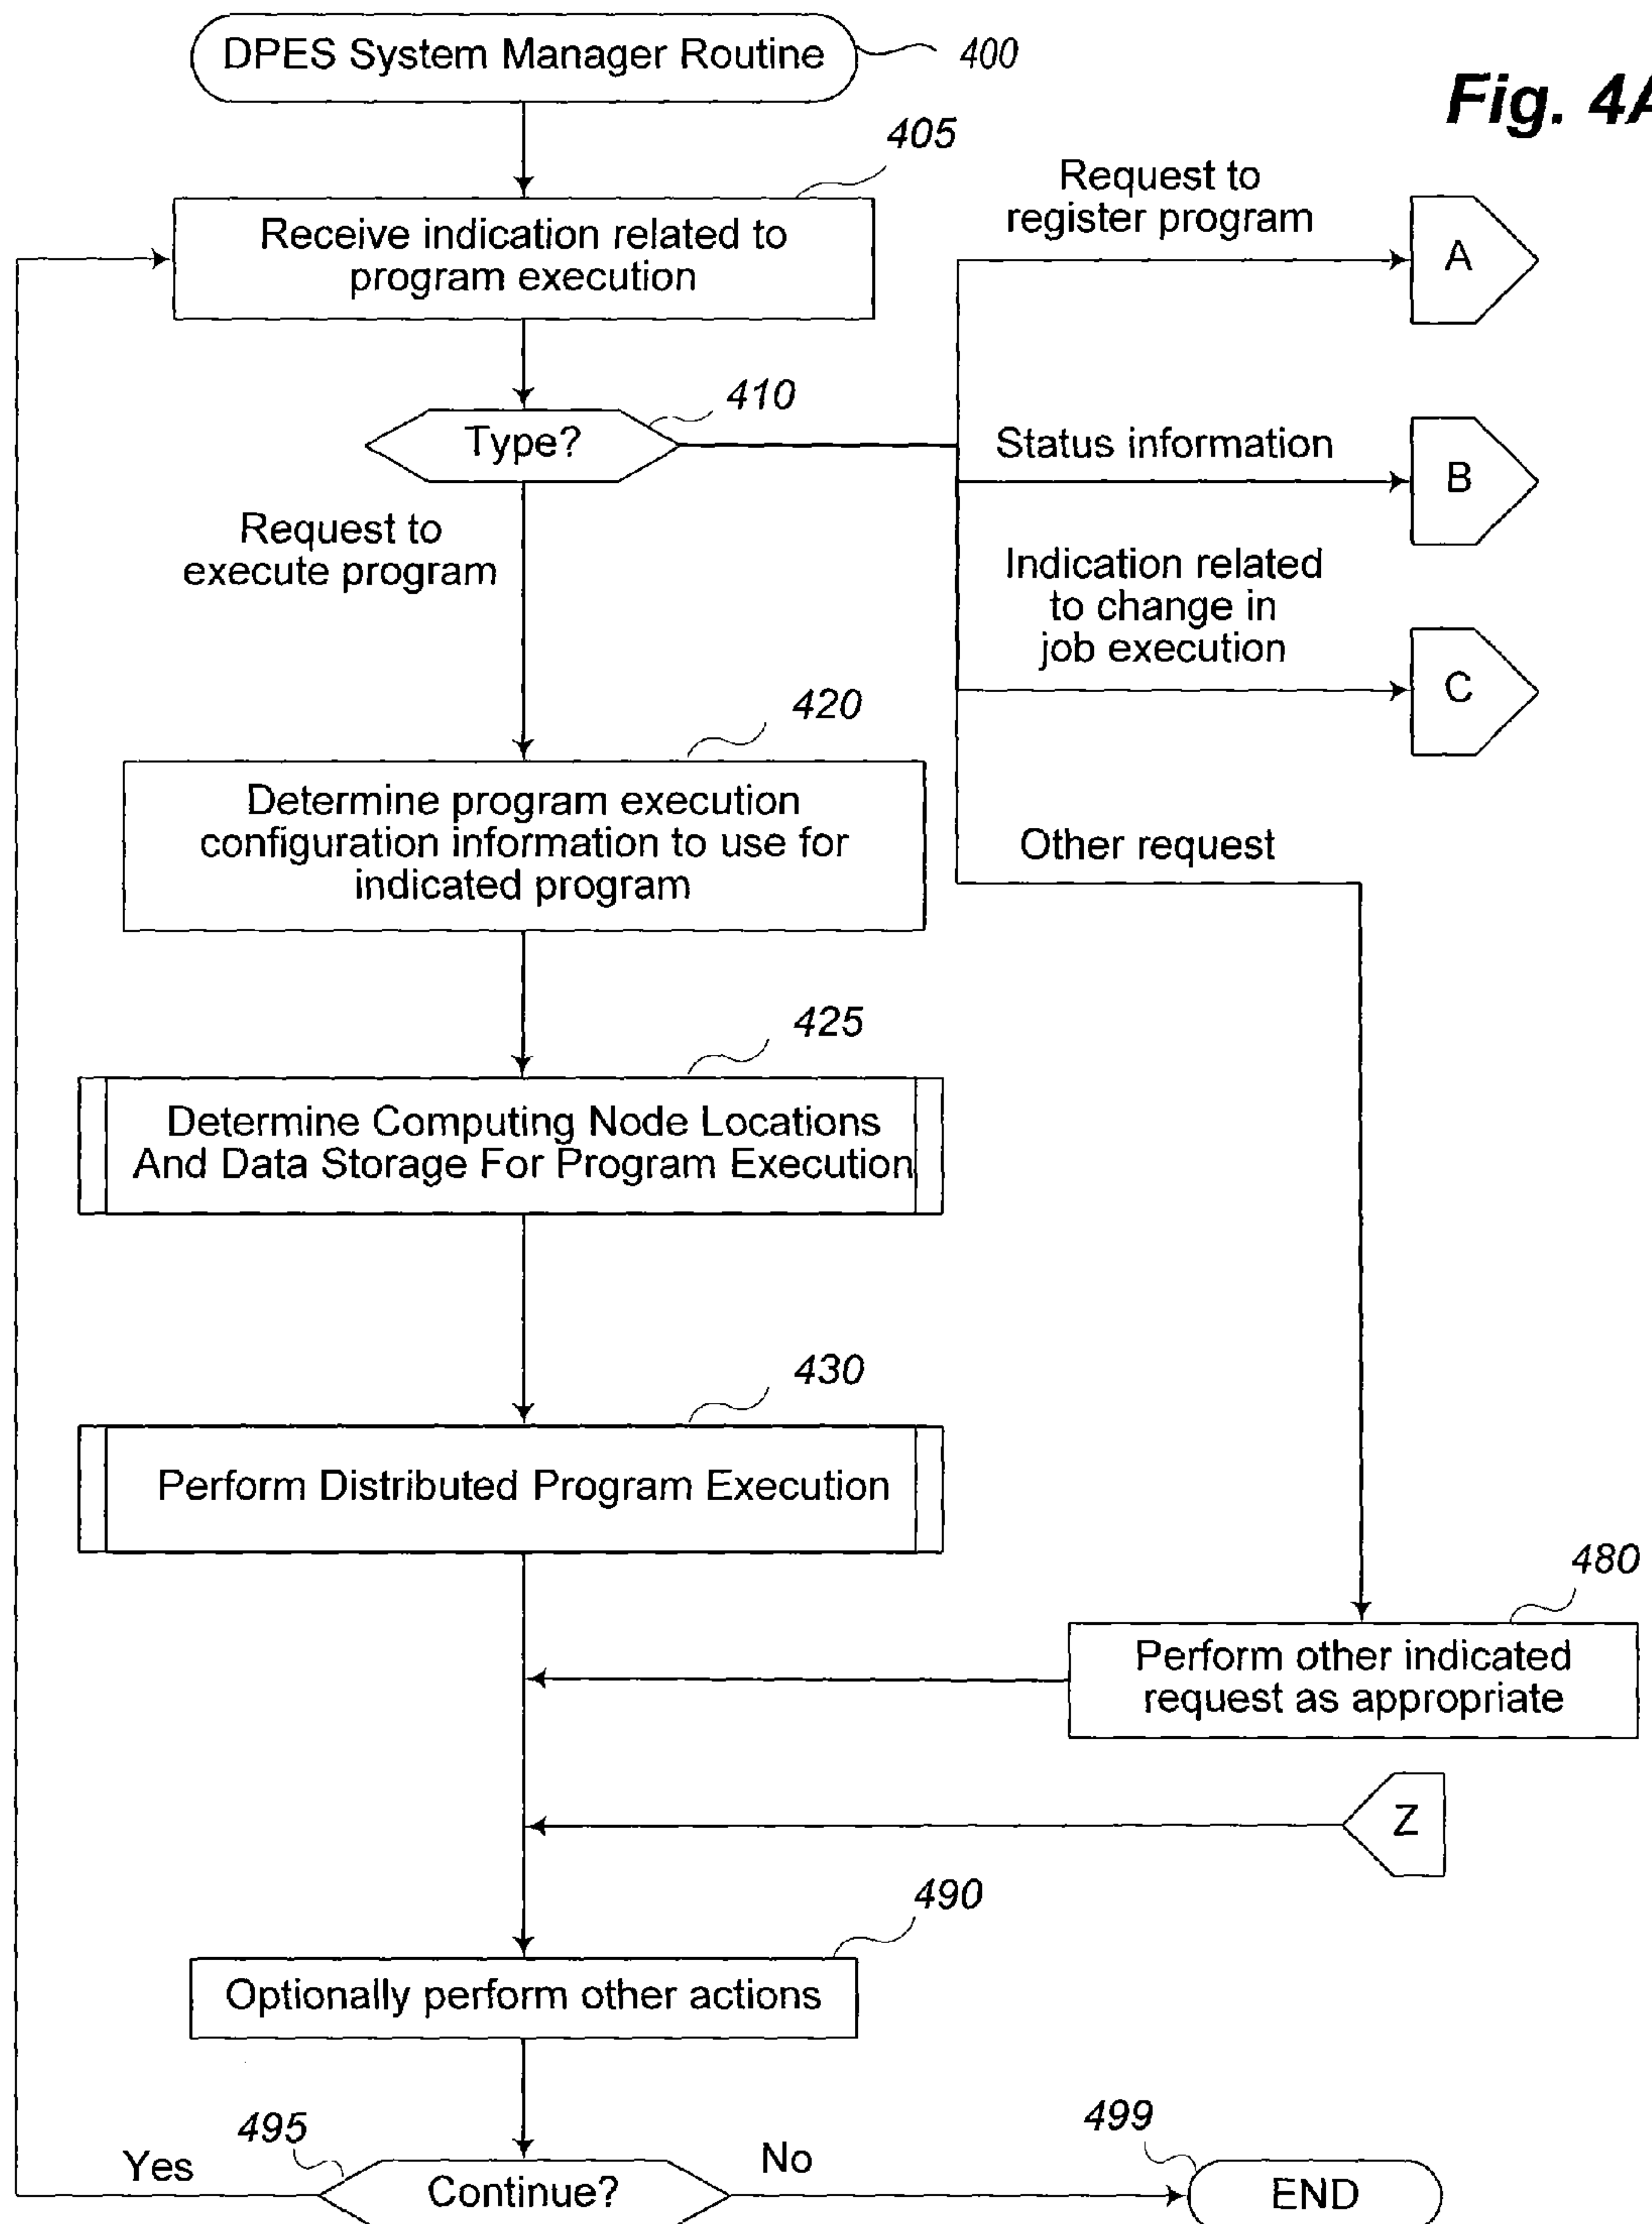 DPES System Manager Routine
400
Fig. 4A
405
Receive indication related to
program execution
Request to
register program
A
410
Type?
Status information
B
Request to
execute program
Indication related
to change in
job execution
C
420
Determine program execution
configuration information to use for
indicated program
Other request
425
Determine Computing Node Locations
And Data Storage For Program Execution
430
Perform Distributed Program Execution
480
Perform other indicated
request as appropriate
Z
490
Optionally perform other actions
495
Yes
Continue?
No
499
END